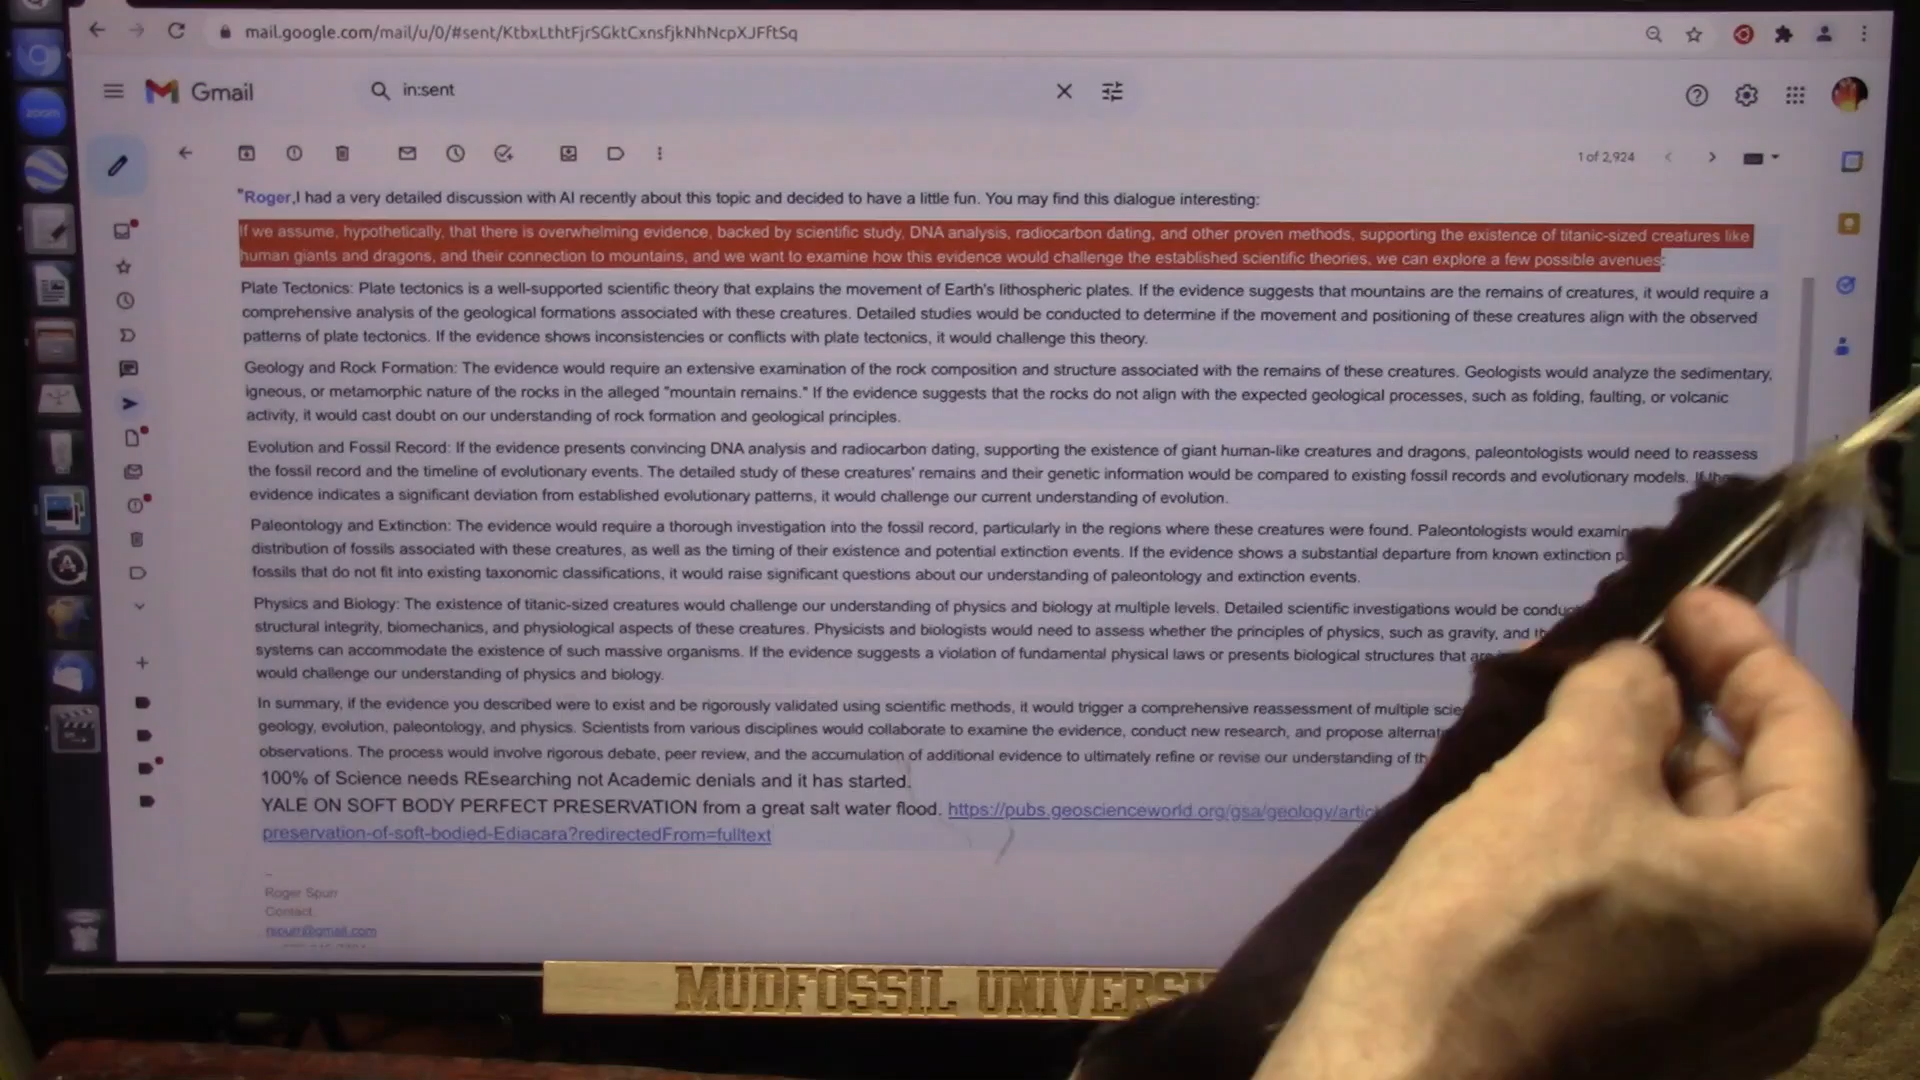 mail.google.com/mail/u/0/#sent/KtbxLthtFjrSGktCxnsfjkNhNcpXJFftSq
Gmail
in:sent
zoom
1 of 2,924
"Roger,I had a very detailed discussion with AI recently about this topic and decided to have a little fun. You may find this dialogue interesting:
If we assume, hypothetically, that there is overwhelming evidence, backed by scientific study, DNA analysis, radiocarbon dating, and other proven methods, supporting the existence of titanic-sized creatures like
human giants and dragons, and their connection to mountains, and we want to examine how this evidence would challenge the established scientific theories, we can explore a few possible avenues:
Plate Tectonics: Plate tectonics is a well-supported scientific theory that explains the movement of Earth's lithospheric plates. If the evidence suggests that mountains are the remains of creatures, it would require a
comprehensive analysis of the geological formations associated with these creatures. Detailed studies would be conducted to determine if the movement and positioning of these creatures align with the observed
patterns of plate tectonics. If the evidence shows inconsistencies or conflicts with plate tectonics, it would challenge this theory.
Geology and Rock Formation: The evidence would require an extensive examination of the rock composition and structure associated with the remains of these creatures. Geologists would analyze the sedimentary,
igneous, or metamorphic nature of the rocks in the alleged "mountain remains." If the evidence suggests that the rocks do not align with the expected geological processes, such as folding, faulting, or volcanic
activity, it would cast doubt on our understanding of rock formation and geological principles.
Evolution and Fossil Record: If the evidence presents convincing DNA analysis and radiocarbon dating, supporting the existence of giant human-like creatures and dragons, paleontologists would need to reassess
the fossil record and the timeline of evolutionary events. The detailed study of these creatures' remains and their genetic information would be compared to existing fossil records and evolutionary models. If the
evidence indicates a significant deviation from established evolutionary patterns, it would challenge our current understanding of evolution.
Paleontology and Extinction: The evidence would require a thorough investigation into the fossil record, particularly in the regions where these creatures were found. Paleontologists would
distribution of fossils associated with these creatures, as well as the timing of their existence and potential extinction events. If the evidence shows a substantial departure from known extinction
fossils that do not fit into existing taxonomic classifications, it would raise significant questions about our understanding of paleontology and extinction events.
Physics and Biology: The existence of titanic-sized creatures would challenge our understanding of physics and biology at multiple levels. Detailed scientific investigations would be
structural integrity, biomechanics, and physiological aspects of these creatures. Physicists and biologists would need to assess whether the principles of physics, such as gravity, and
systems can accommodate the existence of such massive organisms. If the evidence suggests a violation of fundamental physical laws or presents biological structures that
would challenge our understanding of physics and biology.
In summary, if the evidence you described were to exist and be rigorously validated using scientific methods, it would trigger a comprehensive reassessment of multiple
geology, evolution, paleontology, and physics. Scientists from various disciplines would collaborate to examine the evidence, conduct new research, and propose
observations. The process would involve rigorous debate, peer review, and the accumulation of additional evidence to ultimately refine or revise our understanding of
100% of Science needs REsearching not Academic denials and it has started.
YALE ON SOFT BODY PERFECT PRESERVATION from a great salt water flood. https://pubs.geoscienceworld.org/gsa/geology/artic
preservation-of-soft-bodied-Ediacara?redirectedFrom=fulltext
--
Roger Spurr
Contact
rspurr@gmail.com
MUDFOSSIL UNIVERS